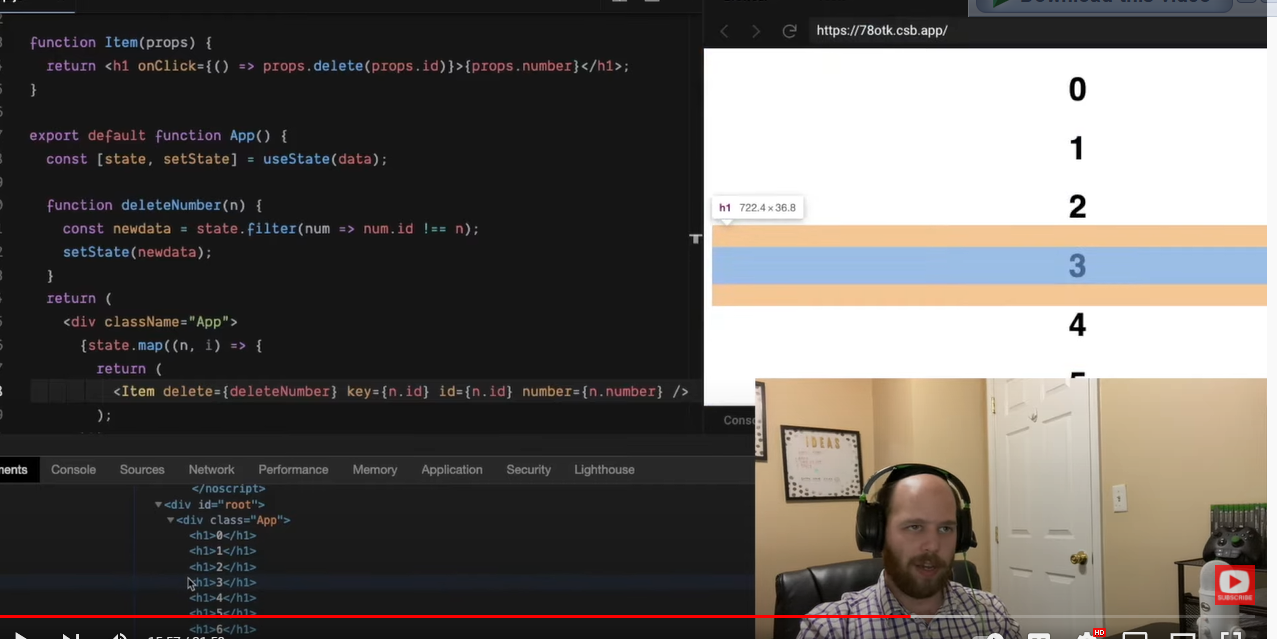 Download this video
https://78otk.csb.app/
function Item(props) {
return <h1 onClick={() => props.delete(props.id)}>{props.number}</h1>;
}
export default function App() {
const [state, setState] = useState(data);
function deleteNumber(n) {
const newdata = state.filter(num => num.id !== n);
setState(newdata);
}
return (
<div className="App">
{state.map((n, i) => {
return (
<Item delete={deleteNumber} key={n.id} id={n.id} number={n.number} />
);
0
1
2
h1 722.4 × 36.8
3
4
5
Conso
ments Console Sources Network Performance Memory Application Security Lighthouse
</noscript>
<div id="root">
<div class="App">
<h1>0</h1>
<h1>1</h1>
<h1>2</h1>
<h1>3</h1>
<h1>4</h1>
<h1>5</h1>
<h1>6</h1>
IDEAS
SUBSCRIBE
HD